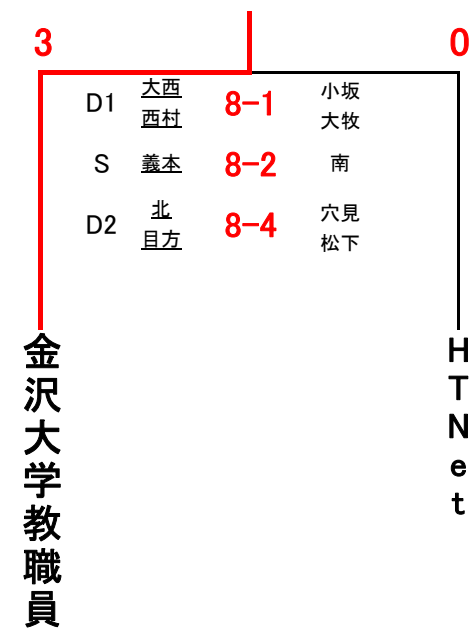 3 0
D1 大西 8-1 小坂
西村 大牧
S 義本 8-2 南
D2 北 8-4 穴見
目方 松下
金沢大学教職員
HTNet